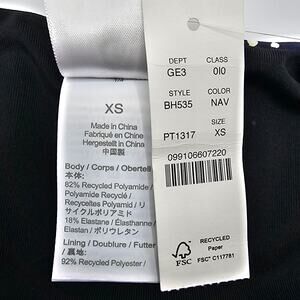 XS
Made in China
Fabriqué en Chine
Hergestellt in China
中国製
Body / Corps / Oberteil
本体:
82% Recycled Polyamide /
Polyamide Recyclé /
Recyceltes Polyamid / リ
サイクルポリアミド
18% Elastane / Élasthanne /
Elastan / ポリウレタン
Lining / Doublure / Futter
/ 裏地:
92% Recycled Polyester /
DEPT CLASS
GE3 0I0
STYLE COLOR
BH535 NAV
SIZE
PT1317 XS
099106607220
FSC
RECYCLED
Paper
FSC® C117781